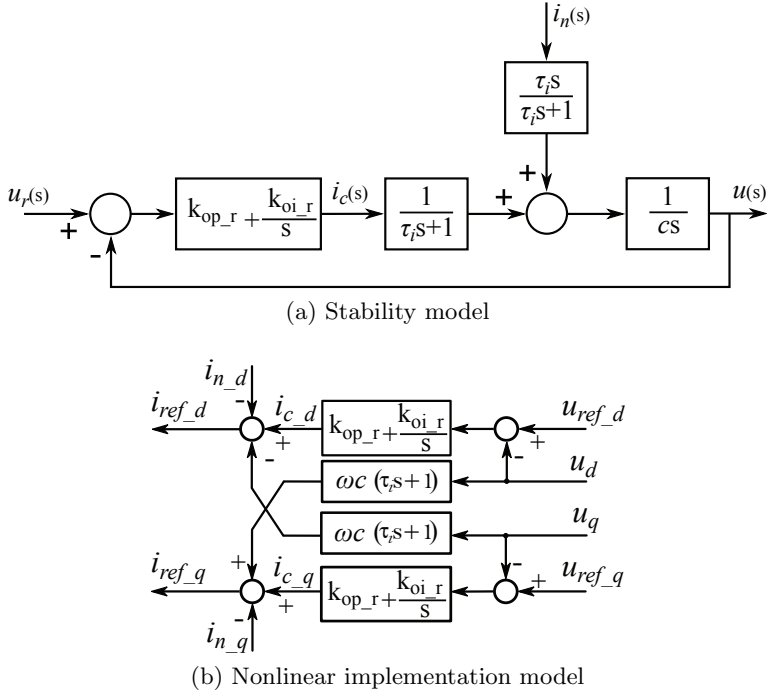 i_n(s)
τ_i s
τ_i s+1
+
u_r(s)
+
-
k_op_r + k_oi_r
s
i_c(s)
1
τ_i s+1
+
1
cs
u(s)
(a) Stability model
i_n_d
-
i_ref_d
i_c_d
+
-
k_op_r + k_oi_r
s
+
-
u_ref_d
ωc (τ_i s+1)
u_d
ωc (τ_i s+1)
u_q
+
i_ref_q
i_c_q
+
-
k_op_r + k_oi_r
s
-
+
u_ref_q
i_n_q
(b) Nonlinear implementation model